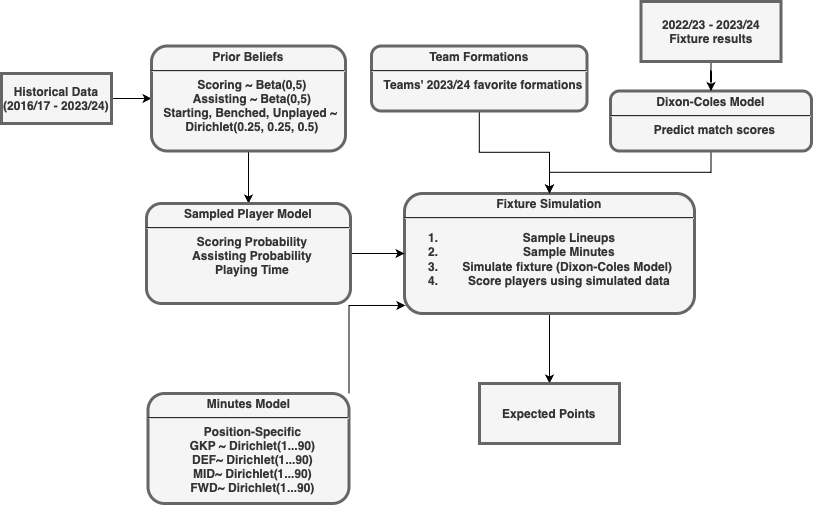 2022/23 - 2023/24
Fixture results
Prior Beliefs
Scoring ~ Beta(0,5)
Assisting ~ Beta(0,5)
Starting, Benched, Unplayed ~
Dirichlet(0.25, 0.25, 0.5)
Team Formations
Teams' 2023/24 favorite formations
Historical Data
(2016/17 - 2023/24)
Dixon-Coles Model
Predict match scores
Sampled Player Model
Scoring Probability
Assisting Probability
Playing Time
Fixture Simulation
1. Sample Lineups
2. Sample Minutes
3. Simulate fixture (Dixon-Coles Model)
4. Score players using simulated data
Minutes Model
Position-Specific
GKP ~ Dirichlet(1...90)
DEF~ Dirichlet(1...90)
MID~ Dirichlet(1...90)
FWD~ Dirichlet(1...90)
Expected Points